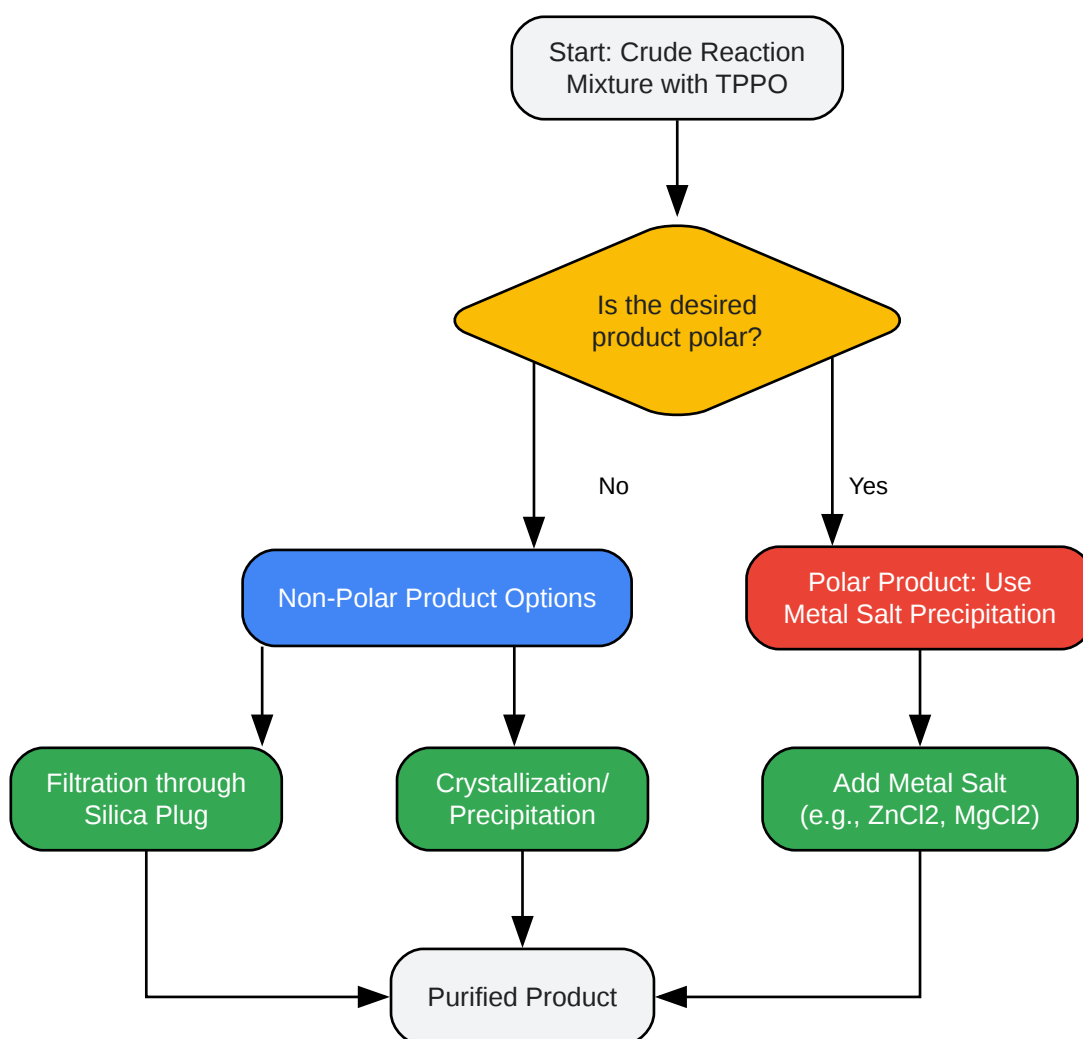 Start: Crude Reaction
Mixture with TPPO
Is the desired
product polar?
No
Yes
Non-Polar Product Options
Polar Product: Use
Metal Salt Precipitation
Filtration through
Silica Plug
Crystallization/
Precipitation
Add Metal Salt
(e.g., ZnCl2, MgCl2)
Purified Product